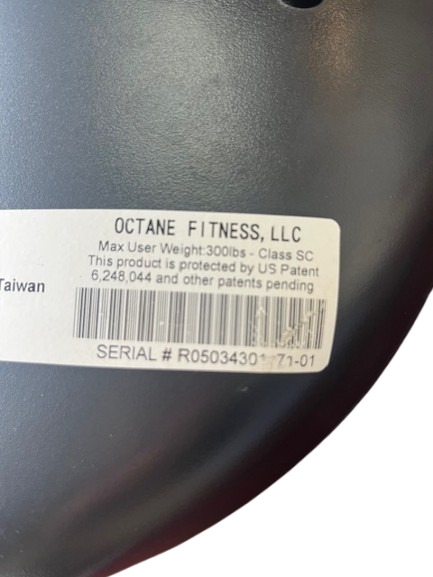 OCTANE FITNESS, LLC
Max User Weight:300lbs - Class SC
This product is protected by US Patent
6,248,044 and other patents pending
Taiwan
SERIAL #